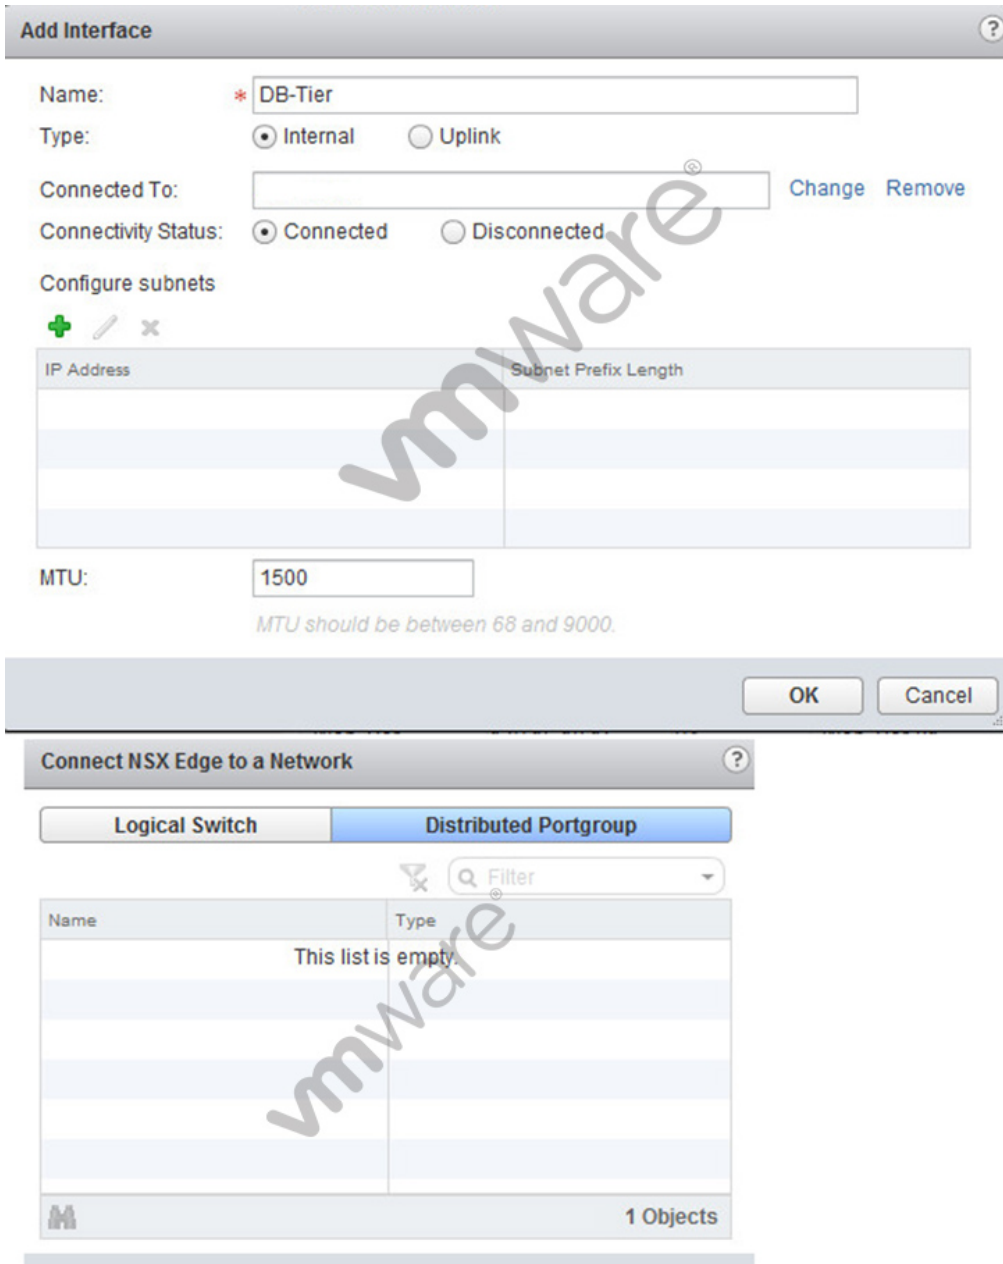 Add Interface ?
Name: * DB-Tier
Type: Internal Uplink
Connected To: Change Remove
Connectivity Status: Connected Disconnected
Configure subnets
IP Address Subnet Prefix Length
MTU: 1500
MTU should be between 68 and 9000.
OK Cancel
Connect NSX Edge to a Network ?
Logical Switch Distributed Portgroup
Filter
Name Type
This list is empty.
1 Objects
vmware®
vmware®